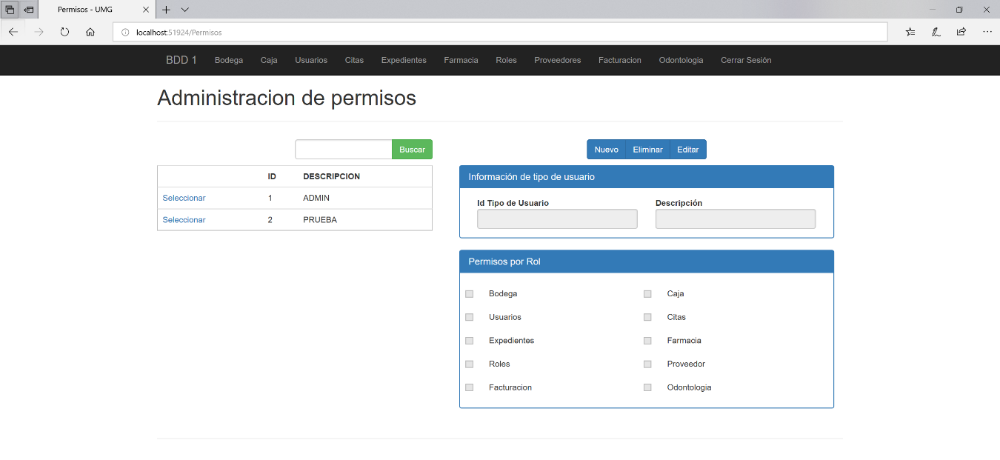 Permisos - UMG
localhost:51924/Permisos
BDD 1 Bodega Caja Usuarios Citas Expedientes Farmacia Roles Proveedores Facturacion Odontologia Cerrar Sesión
Administracion de permisos
Buscar
ID DESCRIPCION
Seleccionar 1 ADMIN
Seleccionar 2 PRUEBA
Nuevo Eliminar Editar
Información de tipo de usuario
Id Tipo de Usuario Descripción
Permisos por Rol
Bodega Caja
Usuarios Citas
Expedientes Farmacia
Roles Proveedor
Facturacion Odontologia